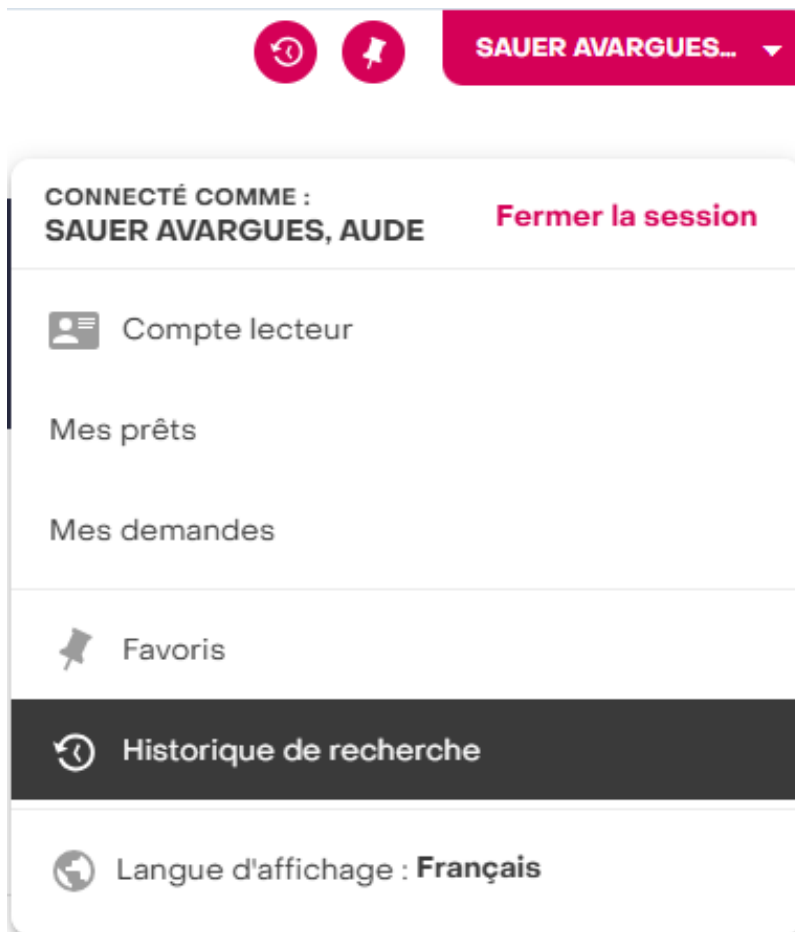 SAUER AVARGUES...
CONNECTÉ COMME :
SAUER AVARGUES, AUDE
Fermer la session
Compte lecteur
Mes prêts
Mes demandes
Favoris
Historique de recherche
Langue d'affichage : Français